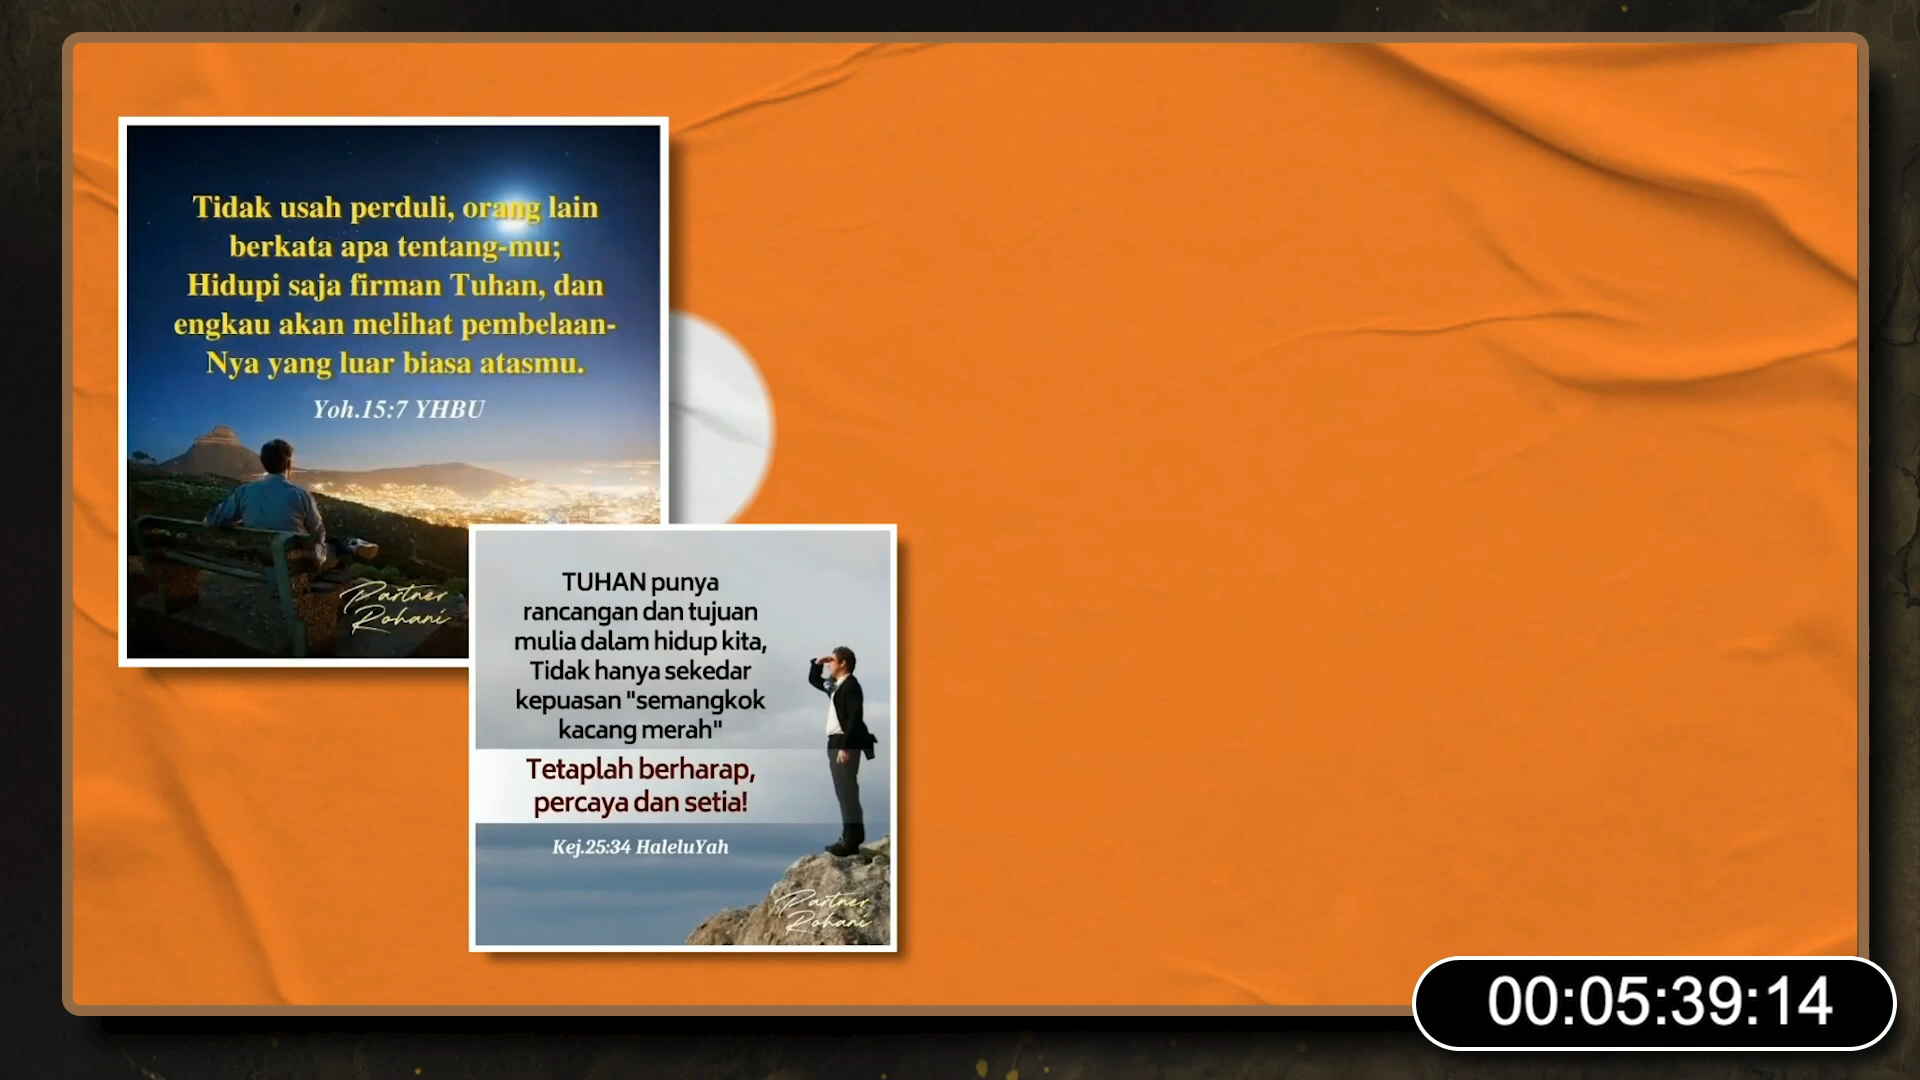 Tidak usah perduli, orang lain
berkata apa tentang-mu;
Hidupi saja firman Tuhan, dan
engkau akan melihat pembelaan-
Nya yang luar biasa atasmu.
Yoh.15:7 YHBU
Partner
Rohani
TUHAN punya
rancangan dan tujuan
mulia dalam hidup kita,
Tidak hanya sekedar
kepuasan "semangkok
kacang merah"
Tetaplah berharap,
percaya dan setia!
Kej.25:34 HaleluYah
Partner
Rohani
00:05:39:14